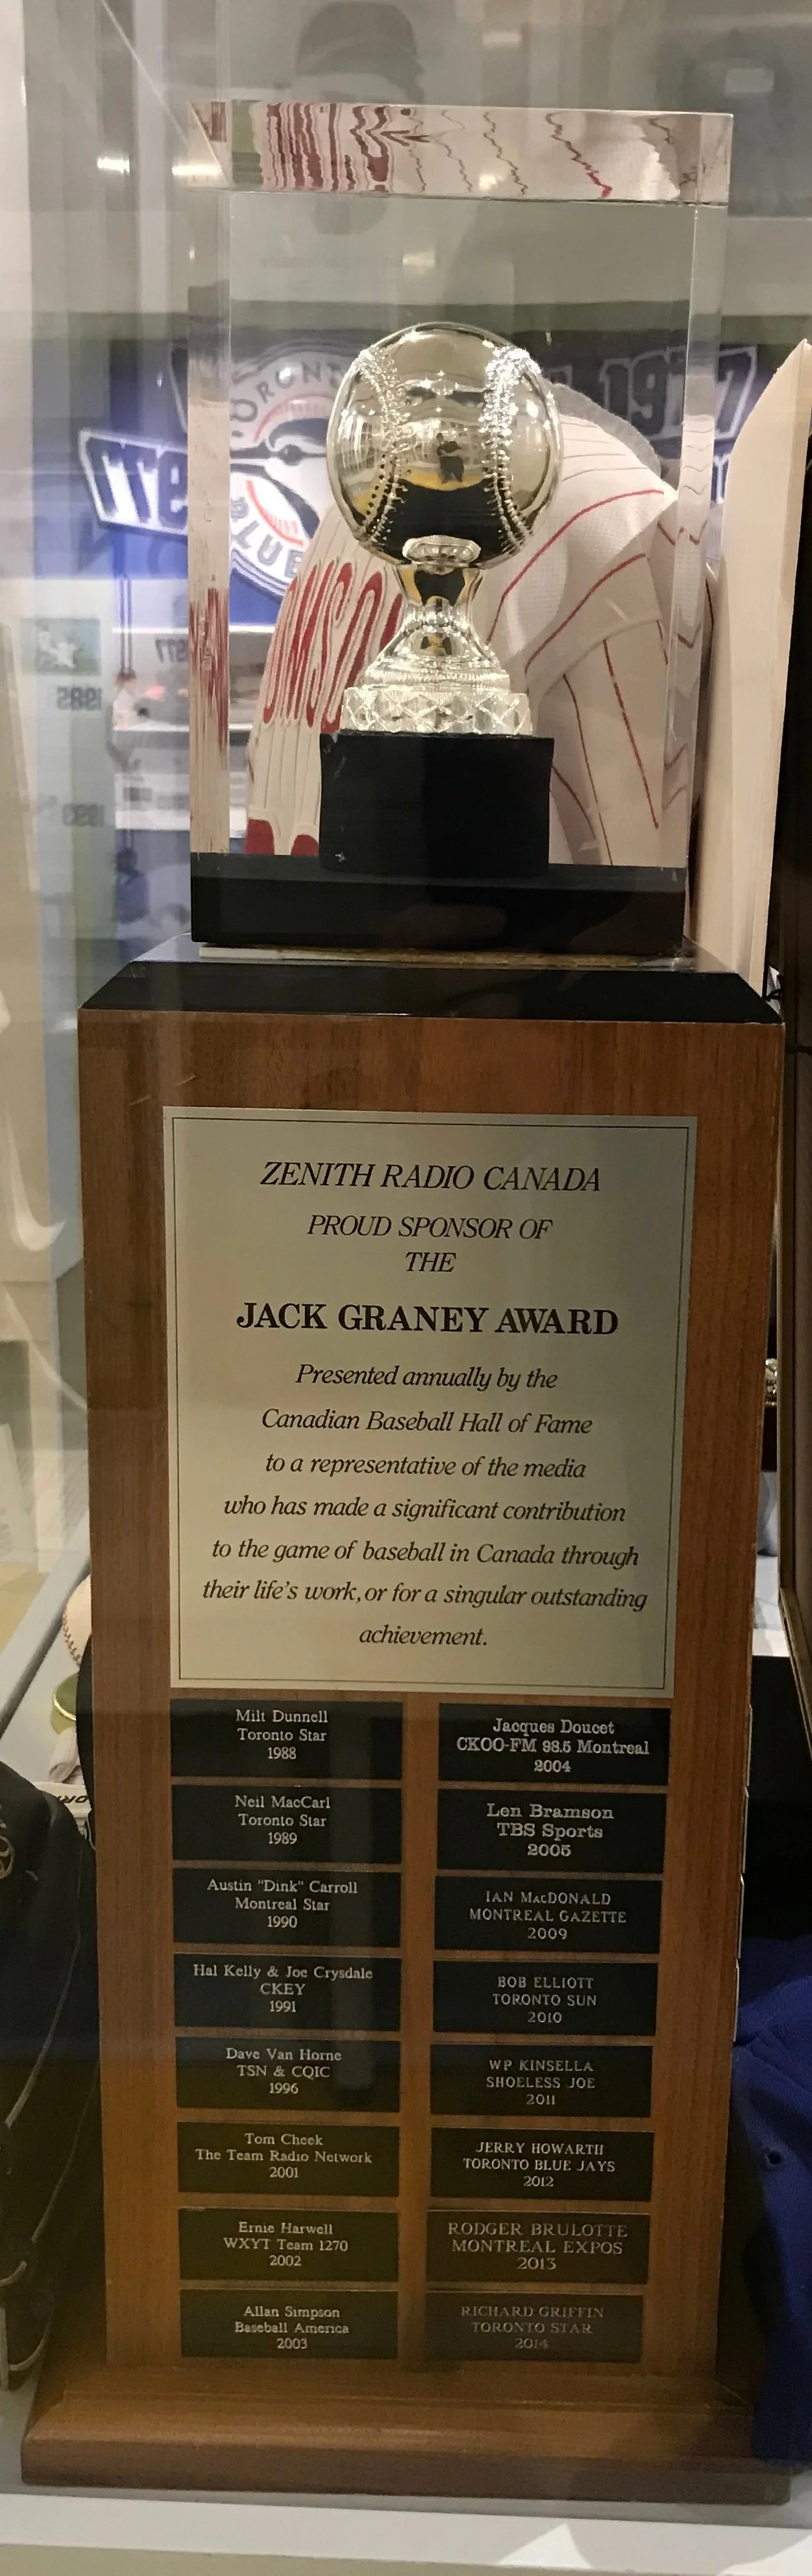 TORONTO
BLUE
1977
1985
ZENITH RADIO CANADA
PROUD SPONSOR OF
THE
JACK GRANEY AWARD
Presented annually by the
Canadian Baseball Hall of Fame
to a representative of the media
who has made a significant contribution
to the game of baseball in Canada through
their life's work, or for a singular outstanding
achievement.
Milt Dunnell
Toronto Star
1988
Neil MacCarl
Toronto Star
1989
Austin "Dink" Carroll
Montreal Star
1990
Hal Kelly & Joe Crysdale
CKEY
1991
Dave Van Horne
TSN & CQIC
1996
Tom Cheek
The Team Radio Network
2001
Ernie Harwell
WXYT Team 1270
2002
Allan Simpson
Baseball America
2003
Jacques Doucet
CKOO-FM 98.5 Montreal
2004
Len Bramson
TBS Sports
2005
IAN MacDONALD
MONTREAL GAZETTE
2009
BOB ELLIOTT
TORONTO SUN
2010
WP KINSELLA
SHOELESS JOE
2011
JERRY HOWARTH
TORONTO BLUE JAYS
2012
RODGER BRULOTTE
MONTREAL EXPOS
2013
RICHARD GRIFFIN
TORONTO STAR
2014